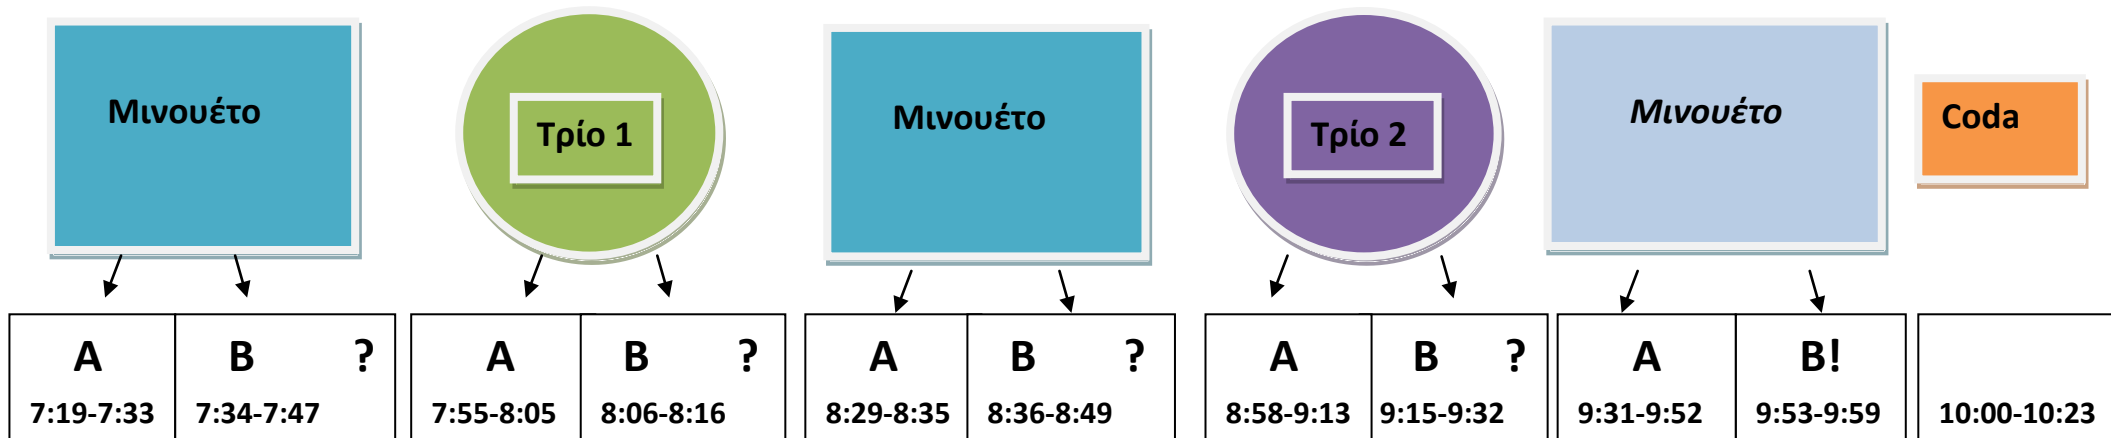 Μινουέτο
Τρίο 1
Μινουέτο
Τρίο 2
Μινουέτο
Coda
A B ? A B ? A B ? A B ? A B!
7:19-7:33 7:34-7:47 7:55-8:05 8:06-8:16 8:29-8:35 8:36-8:49 8:58-9:13 9:15-9:32 9:31-9:52 9:53-9:59 10:00-10:23